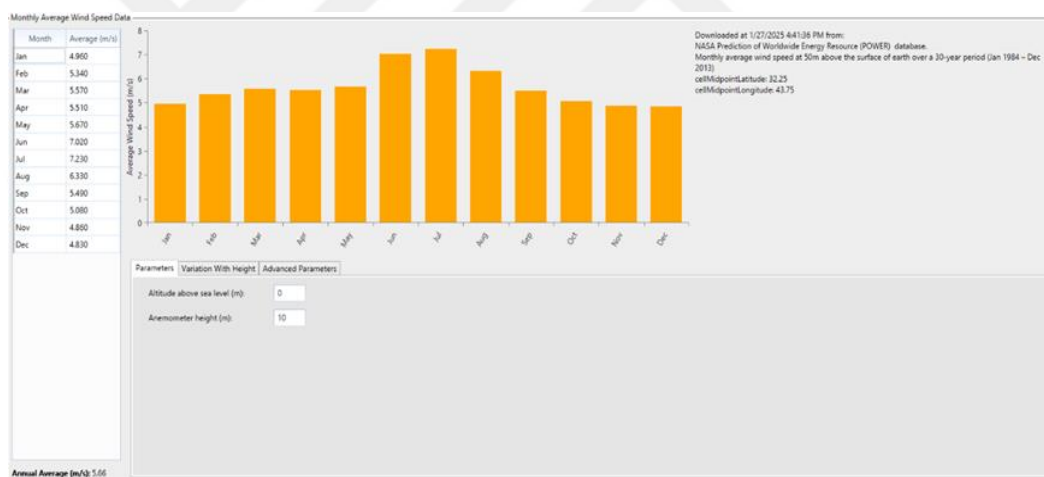 Monthly Average Wind Speed Data
Month Average (m/s)
Jan 4.960
Feb 5.340
Mar 5.570
Apr 5.510
May 5.670
Jun 7.020
Jul 7.230
Aug 6.330
Sep 5.490
Oct 5.080
Nov 4.860
Dec 4.830
Annual Average (m/s): 5.66
Average Wind Speed (m/s)
8
7
6
5
4
3
2
1
0
Jan Feb Mar Apr May Jun Jul Aug Sep Oct Nov Dec
Downloaded at 1/27/2025 4:41:36 PM from:
NASA Prediction of Worldwide Energy Resource (POWER) database.
Monthly average wind speed at 50m above the surface of earth over a 30-year period (Jan 1984 – Dec
2013)
cellMidpointLatitude: 32.25
cellMidpointLongitude: 43.75
Parameters Variation With Height Advanced Parameters
Altitude above sea level (m): 0
Anemometer height (m): 10